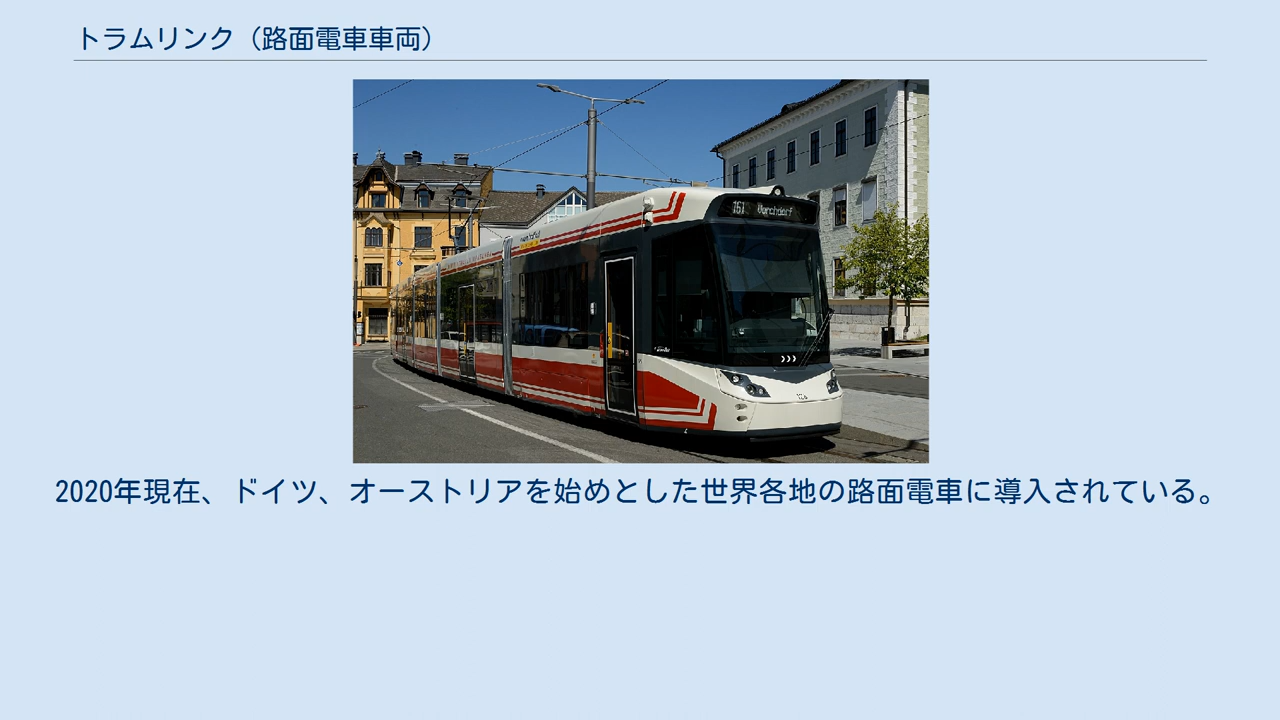 トラムリンク（路面電車車両）
161 Vorchdorf
2020年現在、ドイツ、オーストリアを始めとした世界各地の路面電車に導入されている。